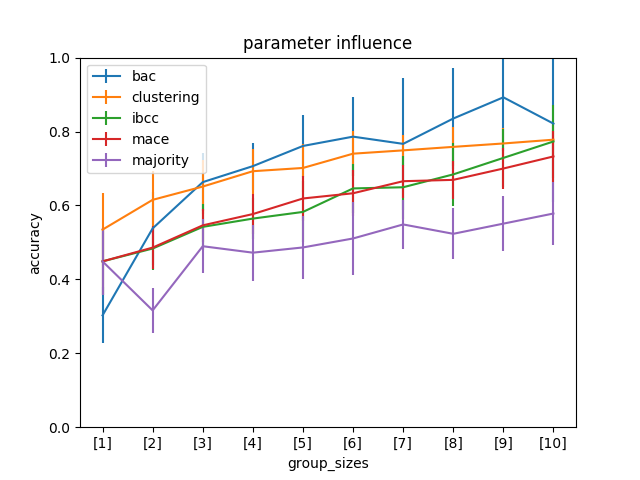 parameter influence
1.0
0.8
0.6
0.4
0.2
0.0
accuracy
bac
clustering
ibcc
mace
majority
[1] [2] [3] [4] [5] [6] [7] [8] [9] [10]
group_sizes